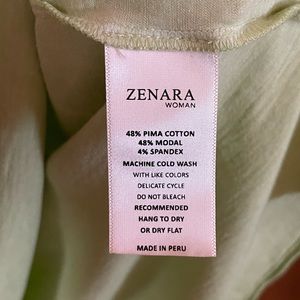 ZENARA
WOMAN
48% PIMA COTTON
48% MODAL
4% SPANDEX
MACHINE COLD WASH
WITH LIKE COLORS
DELICATE CYCLE
DO NOT BLEACH
RECOMMENDED
HANG TO DRY
OR DRY FLAT
MADE IN PERU